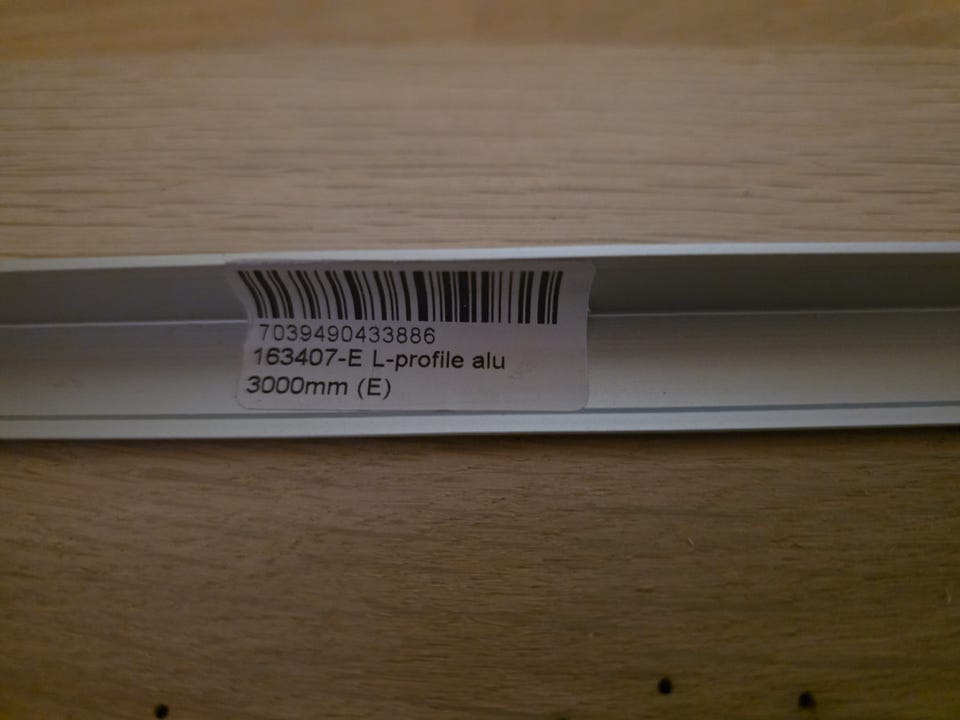 7039490433886
163407-E L-profile alu
3000mm (E)